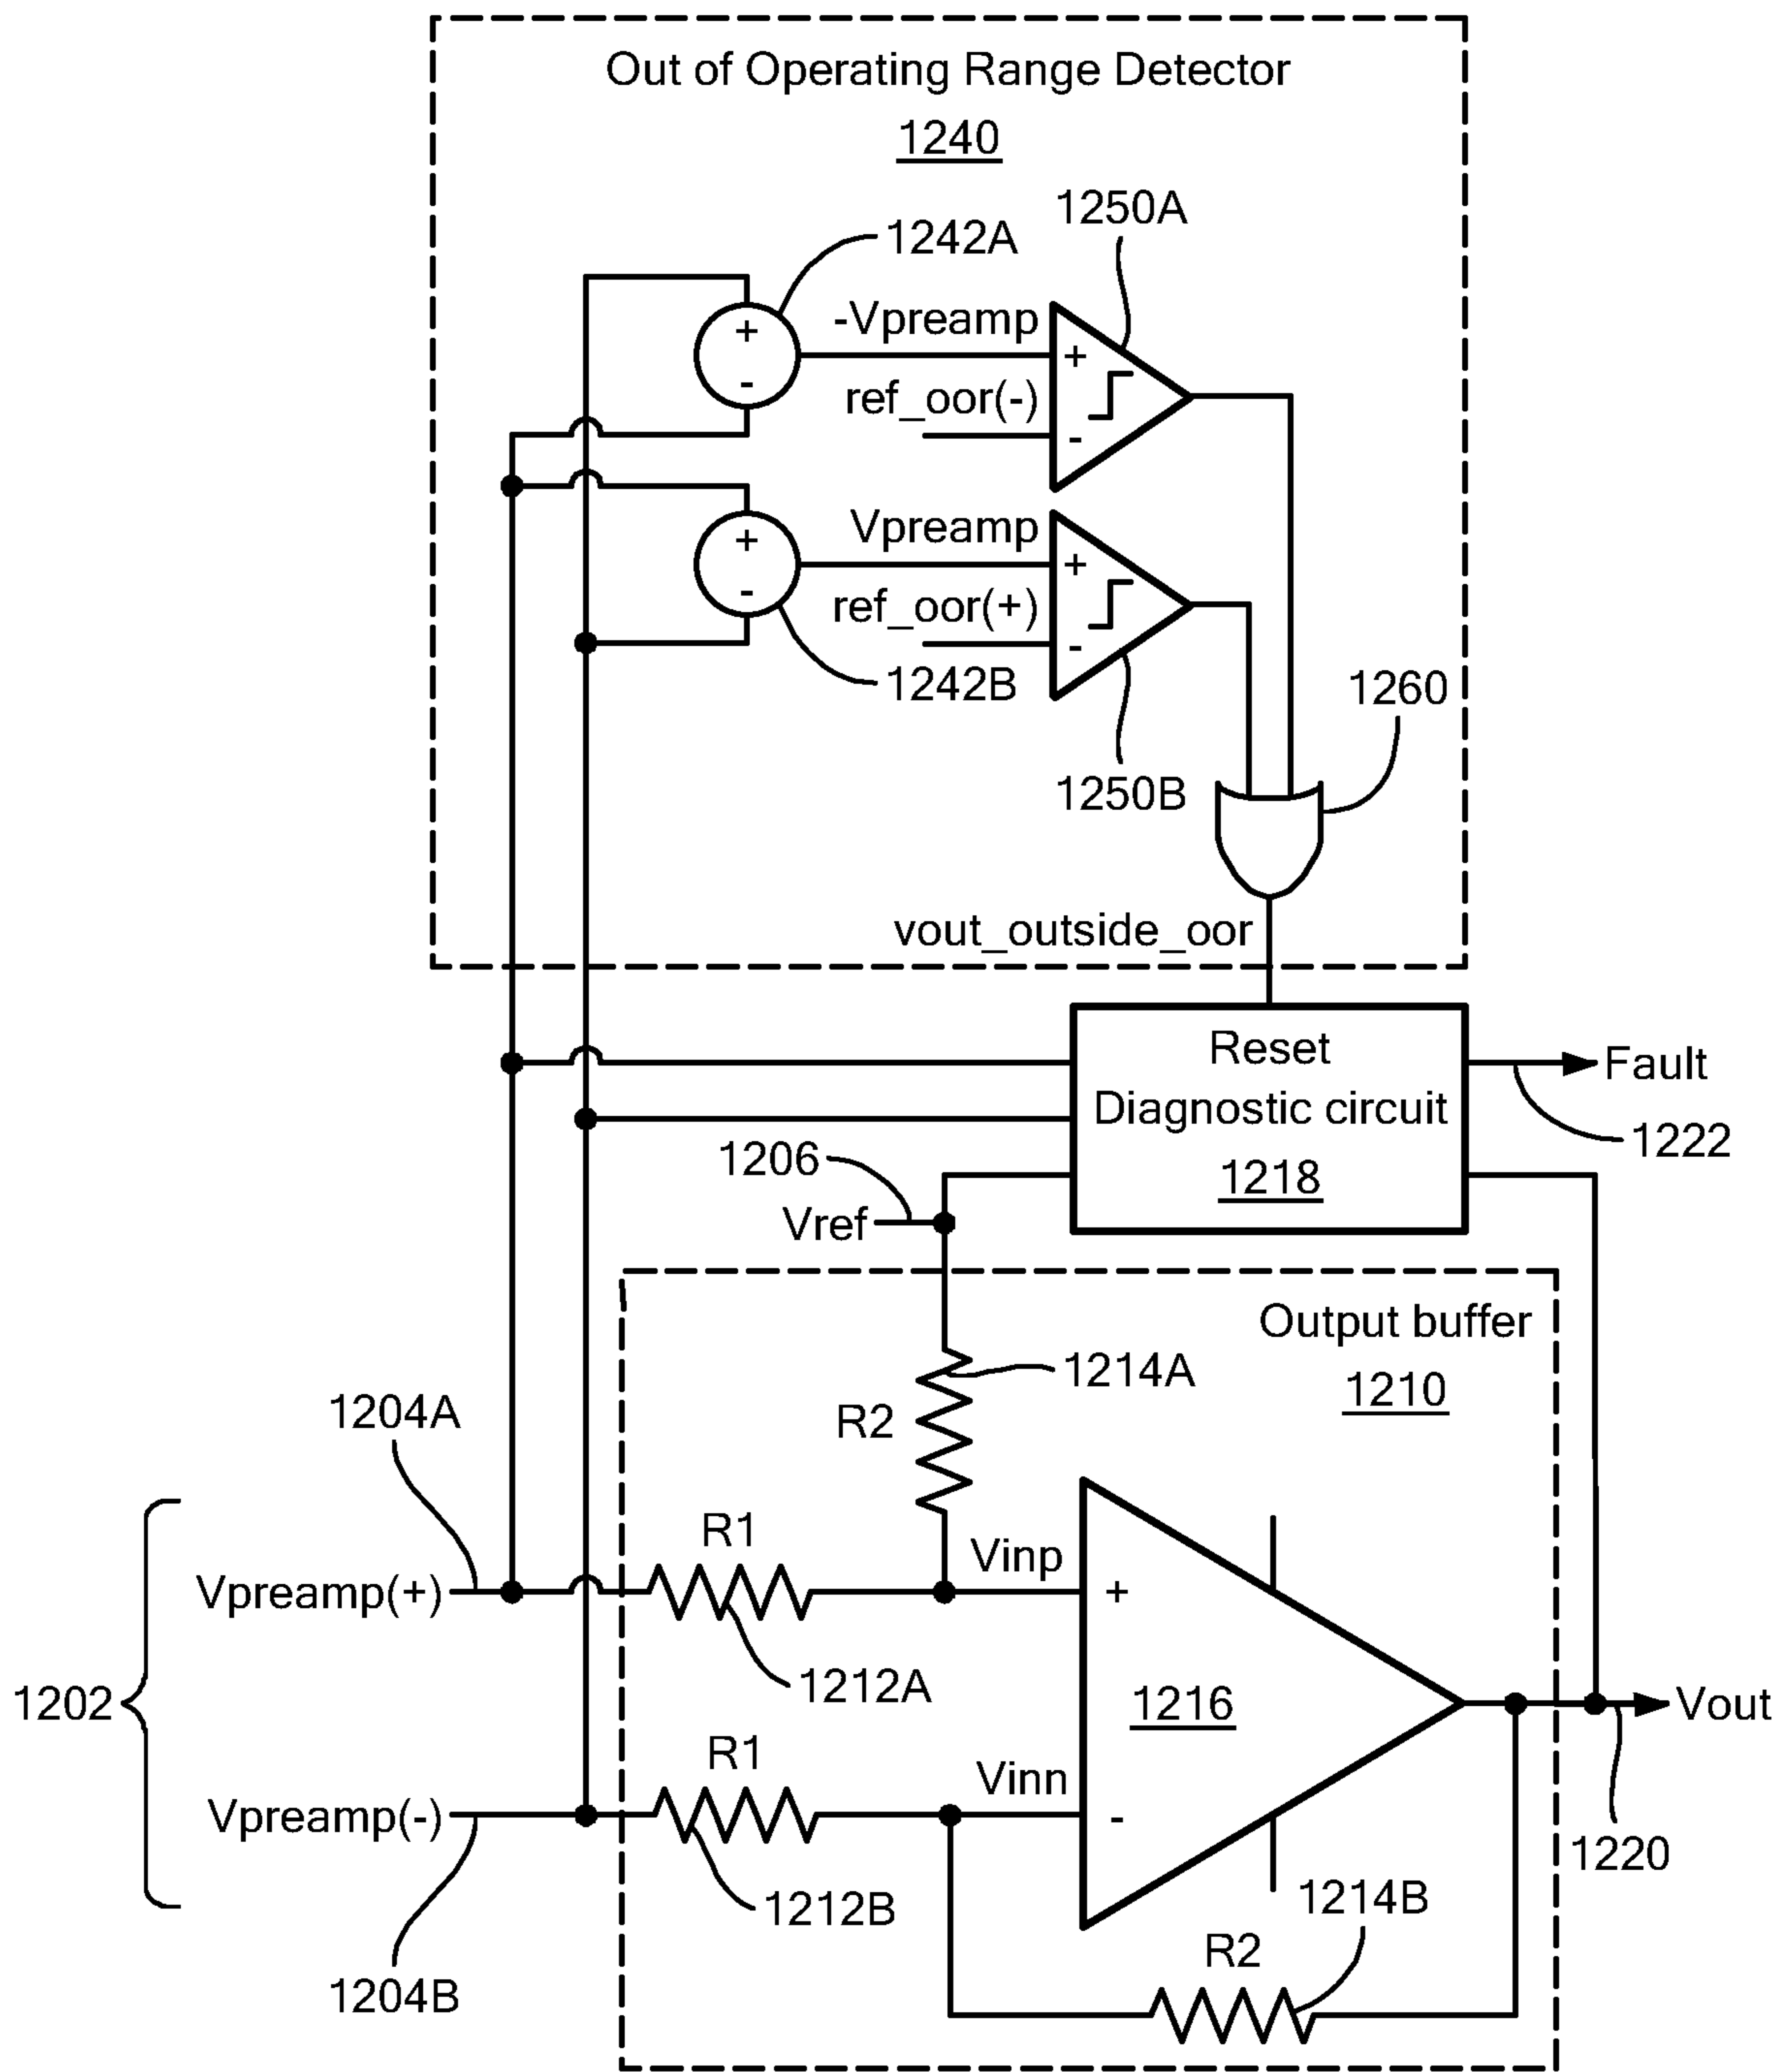 Out of Operating Range Detector
1240
1250A
1242A
+
-
-Vpreamp
ref_oor(-)
+
-
+
-
Vpreamp
ref_oor(+)
+
-
1242B
1260
1250B
vout_outside_oor
Reset
Diagnostic circuit
1218
Fault
1222
1206
Vref
Output buffer
1210
1214A
R2
1204A
R1
Vinp
Vpreamp(+)
+
1212A
1202
1216
Vout
R1
Vinn
Vpreamp(-)
-
1220
1212B
1214B
R2
1204B